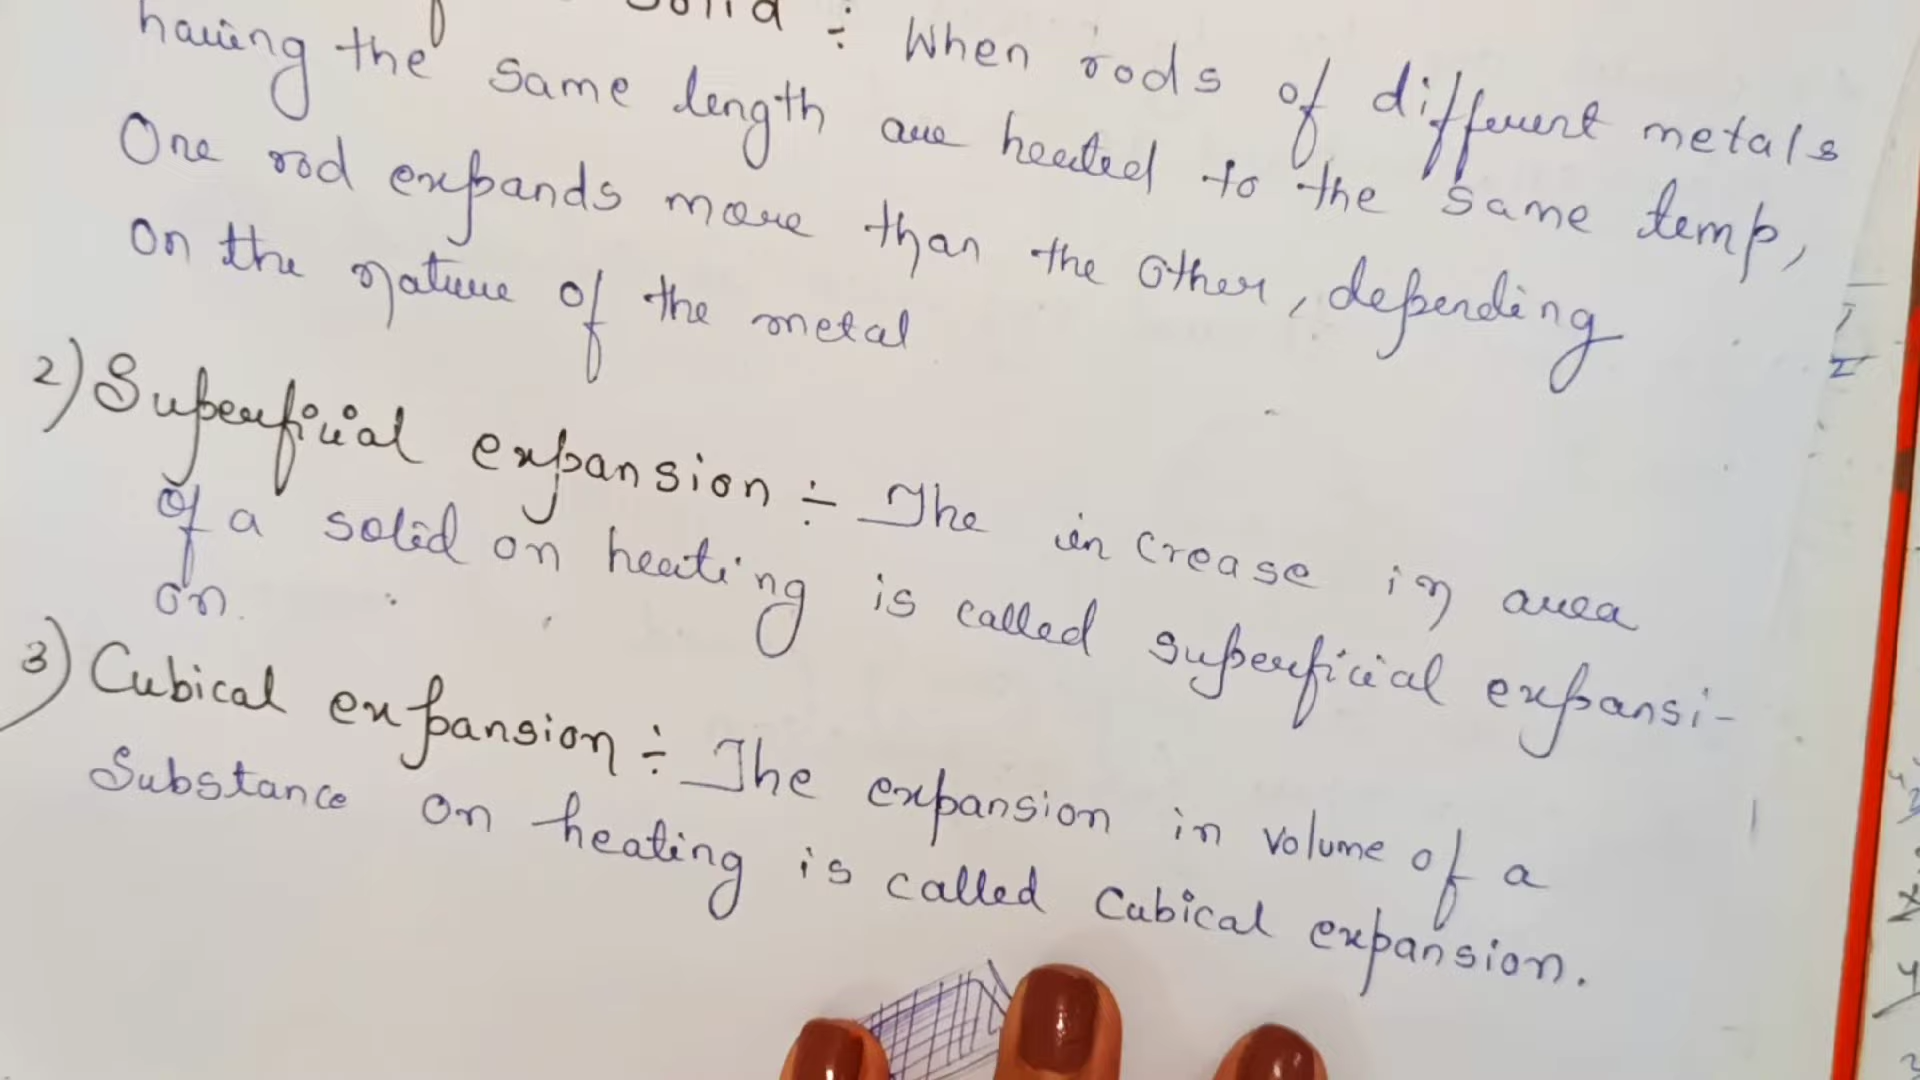 Solid ÷ When rods of different metals
having the same length are heated to the same temp,
One rod expands more than the other, depending
on the nature of the metal
2) Superficial expansion ÷ The increase in area
of a solid on heating is called superficial expansi-
on.
3) Cubical expansion ÷ The expansion in volume of a
Substance on heating is called Cubical expansion.